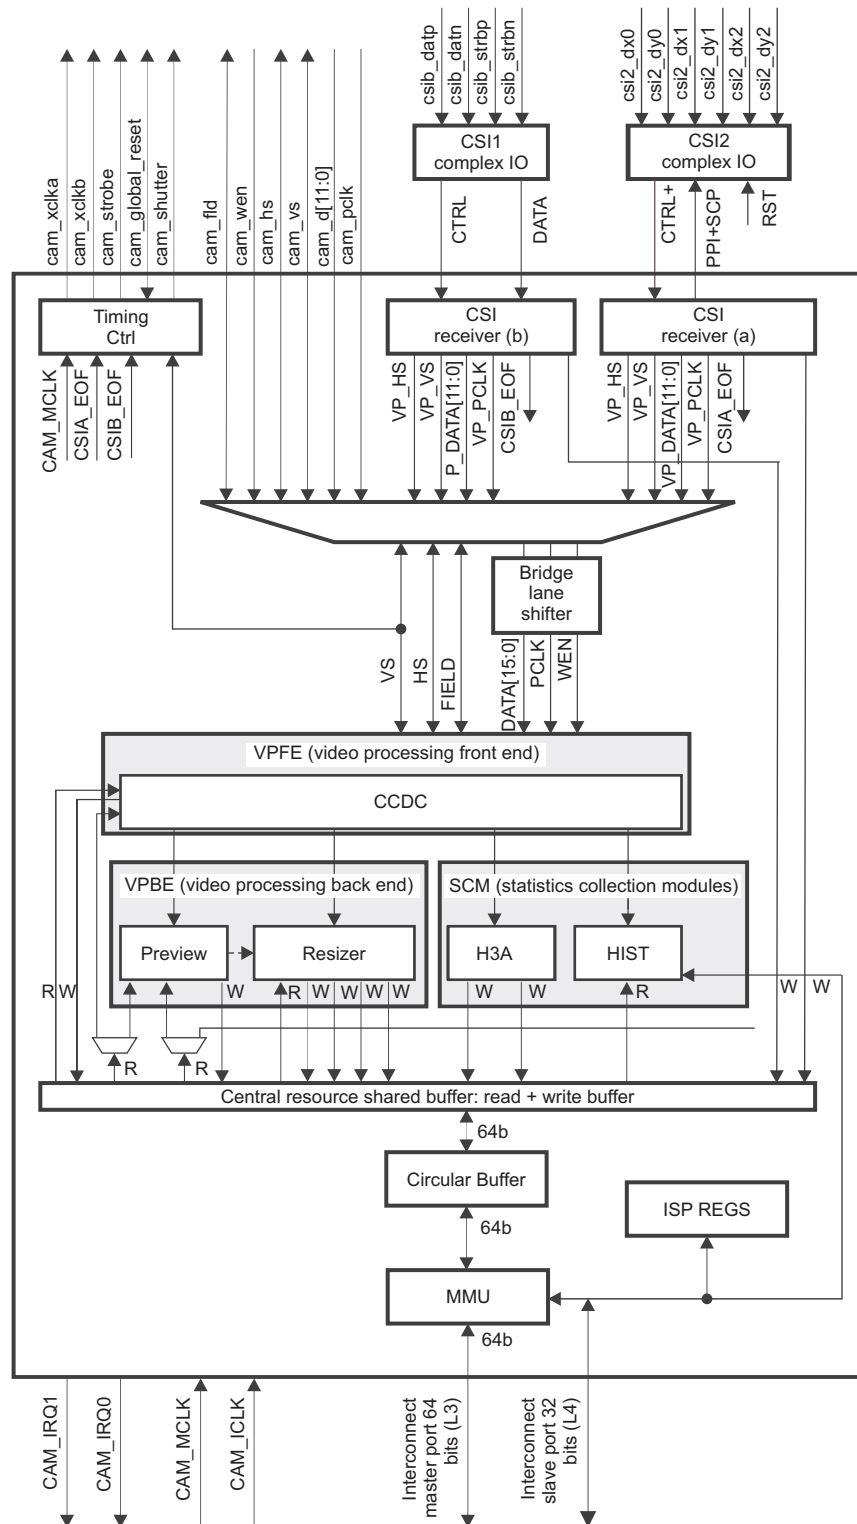 cam_xclka
cam_xclkb
cam_strobe
cam_global_reset
cam_shutter
cam_fld
cam_wen
cam_hs
cam_vs
cam_d[11:0]
cam_pclk
csib_datp
csib_datn
csib_strbp
csib_strbn
csi2_dx0
csi2_dy0
csi2_dx1
csi2_dy1
csi2_dx2
csi2_dy2
CSI1
complex IO
CSI2
complex IO
CTRL
DATA
CTRL+
PPI+SCP
RST
Timing
Ctrl
CSI
receiver (b)
CSI
receiver (a)
CAM_MCLK
CSIA_EOF
CSIB_EOF
VP_HS
VP_VS
P_DATA[11:0]
VP_PCLK
CSIB_EOF
VP_HS
VP_VS
VP_DATA[11:0]
VP_PCLK
CSIA_EOF
Bridge
lane
shifter
VS
HS
FIELD
DATA[15:0]
PCLK
WEN
VPFE (video processing front end)
CCDC
VPBE (video processing back end)
SCM (statistics collection modules)
Preview
Resizer
H3A
HIST
R
W
W
R
W
W
W
W
W
W
R
W
W
R
R
Central resource shared buffer: read + write buffer
64b
Circular Buffer
ISP REGS
64b
MMU
64b
CAM_IRQ1
CAM_IRQ0
CAM_MCLK
CAM_ICLK
Interconnect
master port 64
bits (L3)
Interconnect
slave port 32
bits (L4)